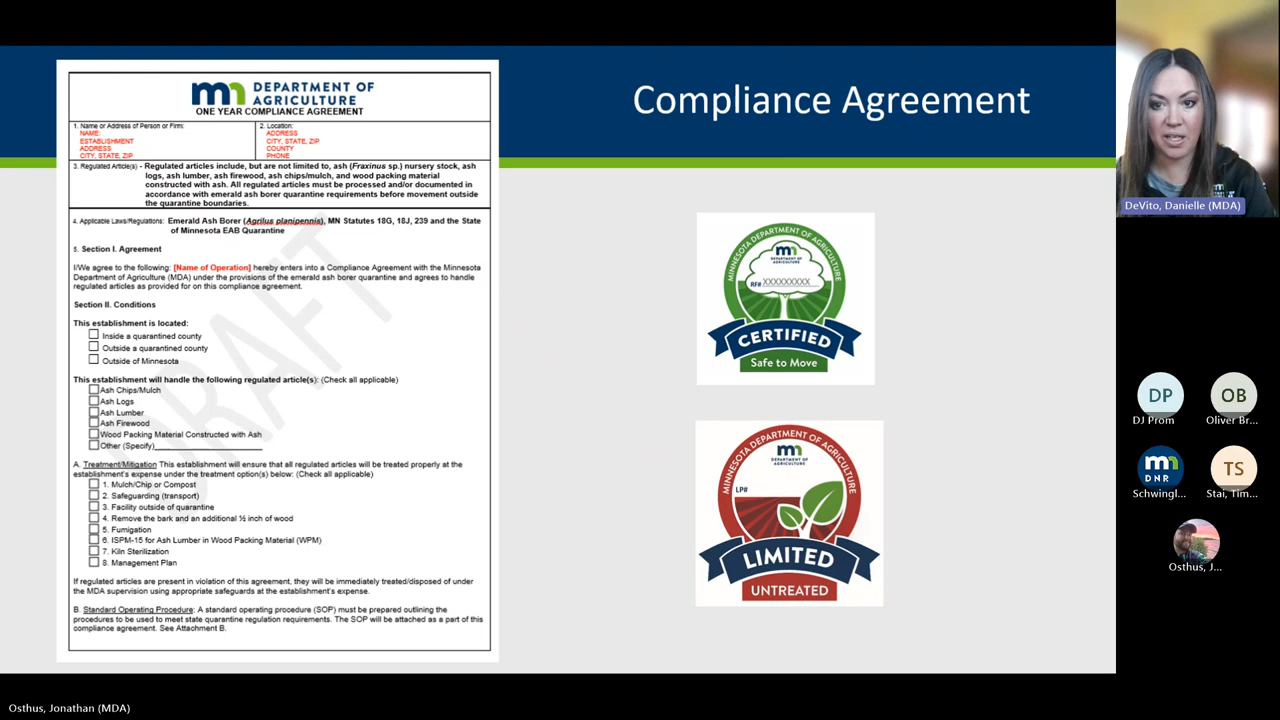 mn DEPARTMENT OF
AGRICULTURE
ONE YEAR COMPLIANCE AGREEMENT
1. Name or Address of Person or Firm:
NAME
ESTABLISHMENT
ADDRESS
CITY, STATE, ZIP
2. Location:
ADDRESS
CITY, STATE, ZIP
COUNTY
PHONE
3. Regulated Article(s) - Regulated articles include, but are not limited to, ash (Fraxinus sp.) nursery stock, ash
logs, ash lumber, ash firewood, ash chips/mulch, and wood packing material
constructed with ash. All regulated articles must be processed and/or documented in
accordance with emerald ash borer quarantine requirements before movement outside
the quarantine boundaries.
4. Applicable Laws/Regulations: Emerald Ash Borer (Agrilus planipennis), MN Statutes 18G, 18J, 239 and the State
of Minnesota EAB Quarantine
5. Section I. Agreement
I/We agree to the following: [Name of Operation] hereby enters into a Compliance Agreement with the Minnesota
Department of Agriculture (MDA) under the provisions of the emerald ash borer quarantine and agrees to handle
regulated articles as provided for on this compliance agreement.
Section II. Conditions
This establishment is located:
Inside a quarantined county
Outside a quarantined county
Outside of Minnesota
This establishment will handle the following regulated article(s): (Check all applicable)
Ash Chips/Mulch
Ash Logs
Ash Lumber
Ash Firewood
Wood Packing Material Constructed with Ash
Other (Specify)____________________
A. Treatment/Mitigation This establishment will ensure that all regulated articles will be treated properly at the
establishment's expense under the treatment option(s) below: (Check all applicable)
1. Mulch/Chip or Compost
2. Safeguarding (transport)
3. Facility outside of quarantine
4. Remove the bark and an additional ½ inch of wood
5. Fumigation
6. ISPM-15 for Ash Lumber in Wood Packing Material (WPM)
7. Kiln Sterilization
8. Management Plan
If regulated articles are present in violation of this agreement, they will be immediately treated/disposed of under
the MDA supervision using appropriate safeguards at the establishment's expense.
B. Standard Operating Procedure: A standard operating procedure (SOP) must be prepared outlining the
procedures to be used to meet state quarantine regulation requirements. The SOP will be attached as a part of this
compliance agreement. See Attachment B.
DRAFT
Compliance Agreement
MINNESOTA DEPARTMENT OF AGRICULTURE
mn
DEPARTMENT OF
AGRICULTURE
RF# XXXXXXXXX
CERTIFIED
Safe to Move
MINNESOTA DEPARTMENT OF AGRICULTURE
mn
DEPARTMENT OF
AGRICULTURE
LP#
LIMITED
UNTREATED
DeVito, Danielle (MDA)
DP
DJ Prom
OB
Oliver Br...
mn
DNR
Schwingl...
TS
Stai, Tim...
Osthus, J...
Osthus, Jonathan (MDA)